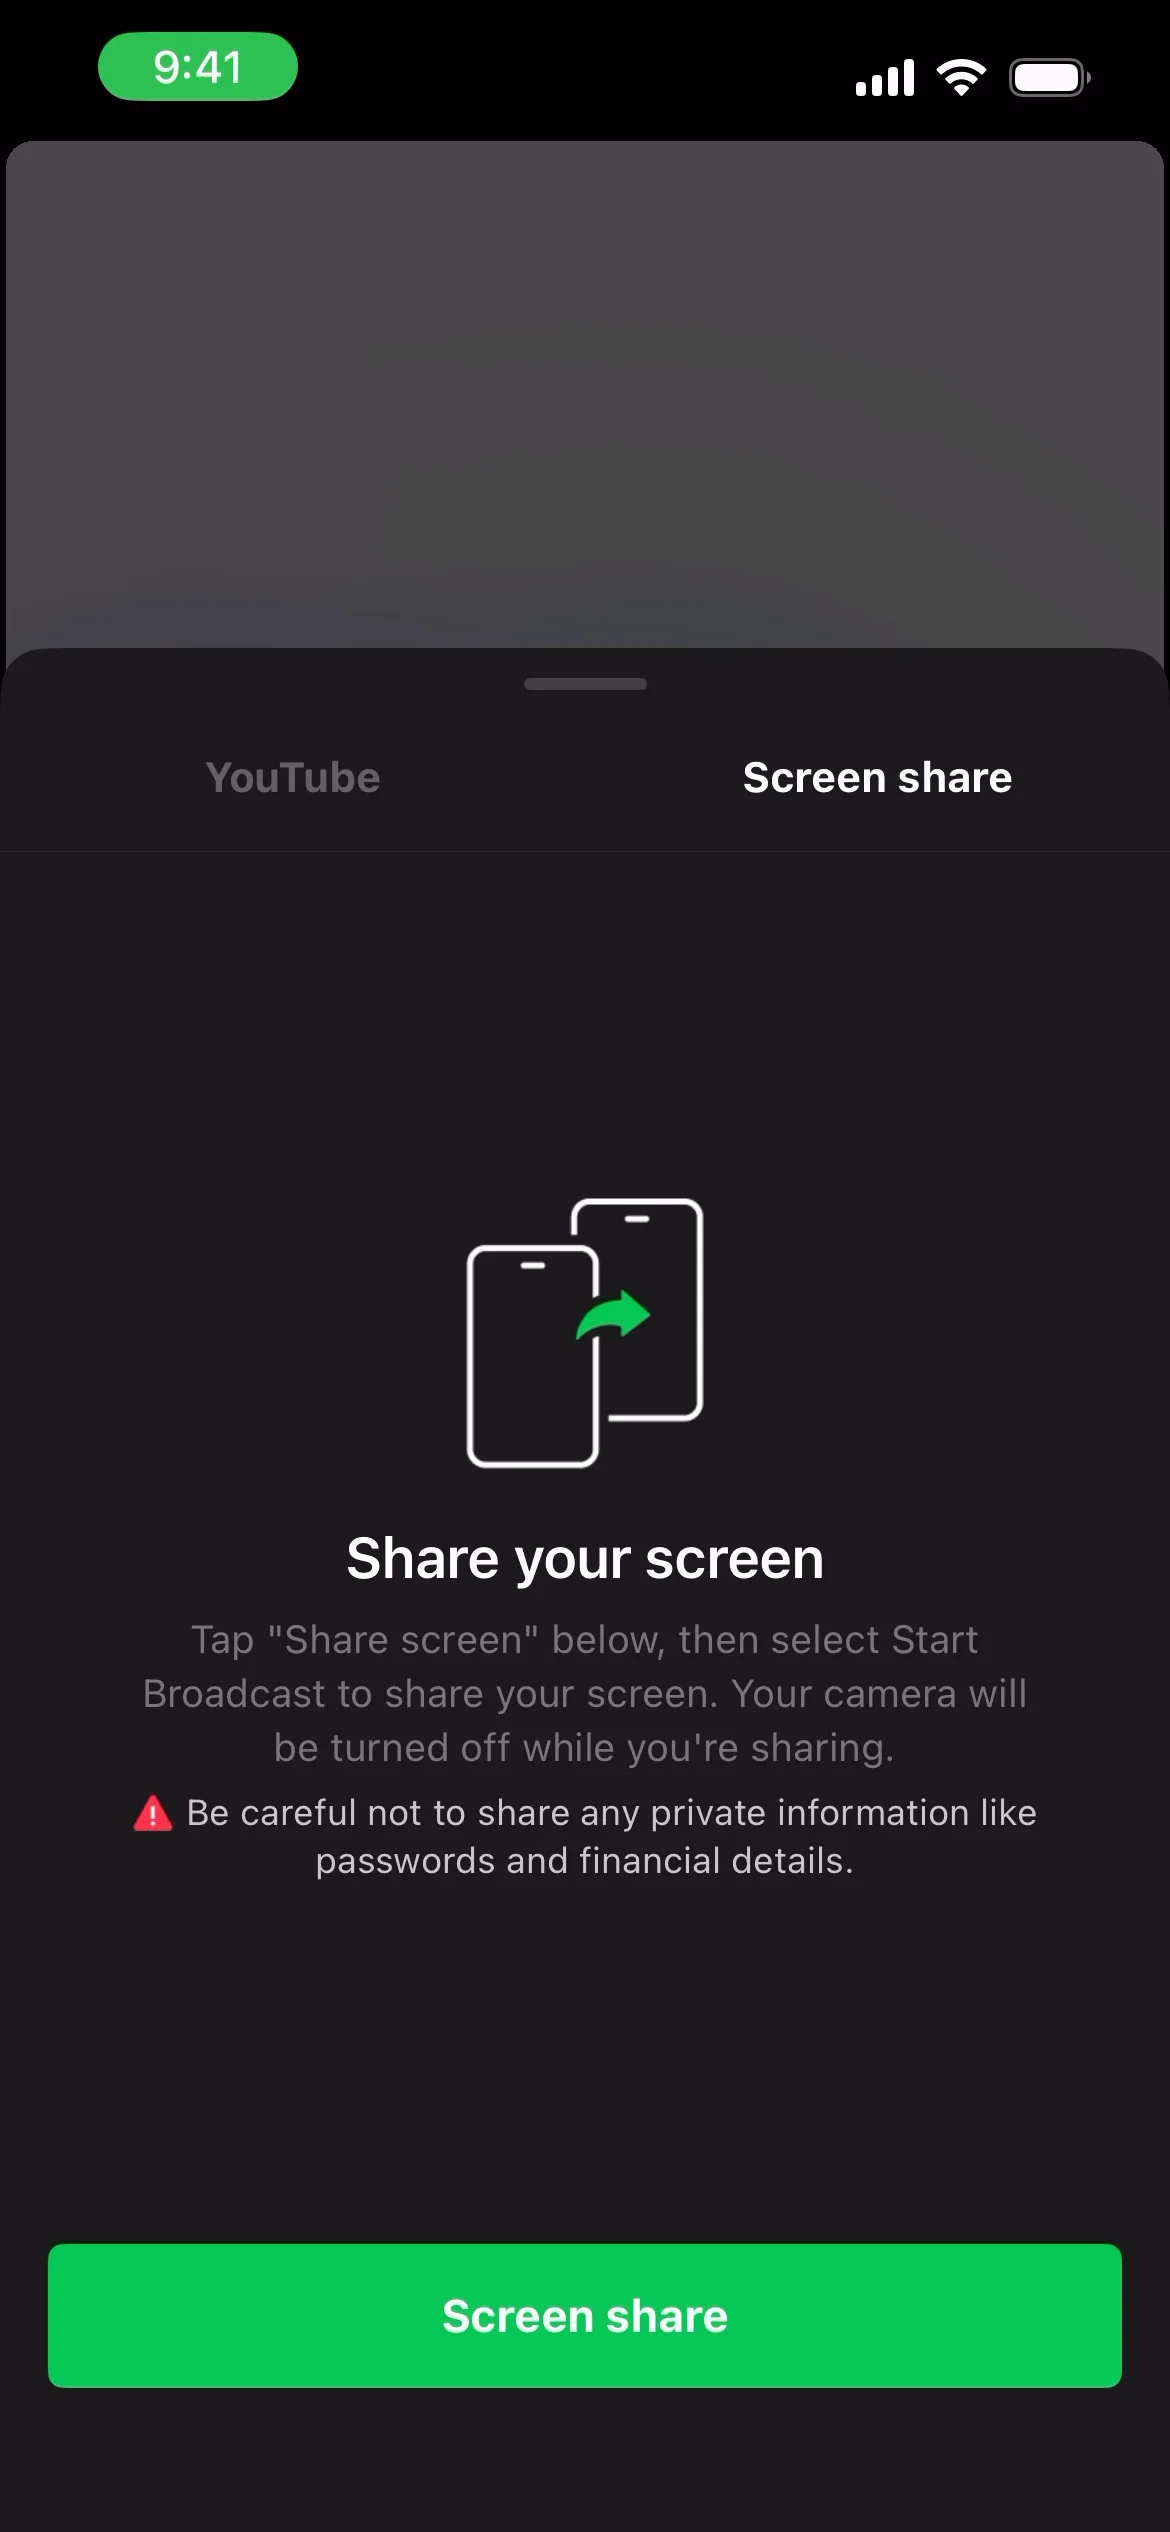 9:41
YouTube
Screen share
Share your screen
Tap "Share screen" below, then select Start
Broadcast to share your screen. Your camera will
be turned off while you're sharing.
Be careful not to share any private information like
passwords and financial details.
Screen share